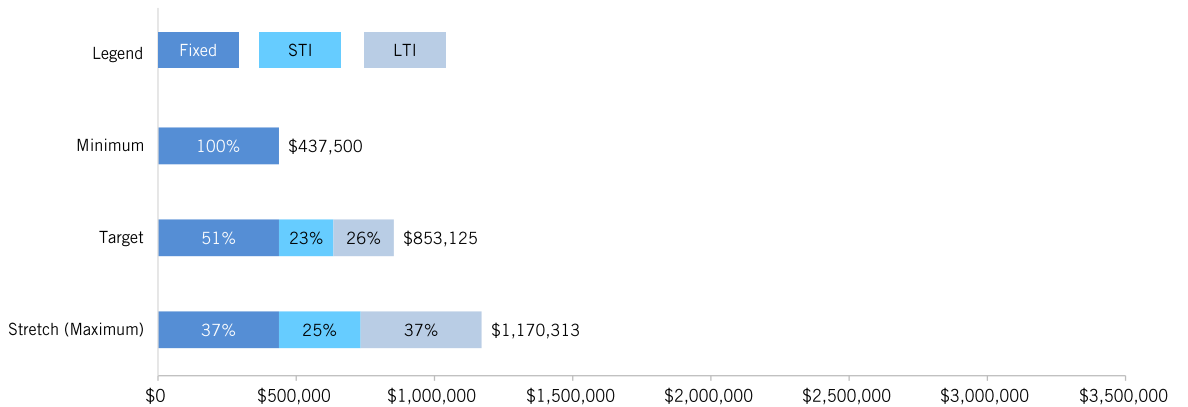 Legend Fixed STI LTI
Minimum 100% $437,500
Target 51% 23% 26% $853,125
Stretch (Maximum) 37% 25% 37% $1,170,313
$0 $500,000 $1,000,000 $1,500,000 $2,000,000 $2,500,000 $3,000,000 $3,500,000